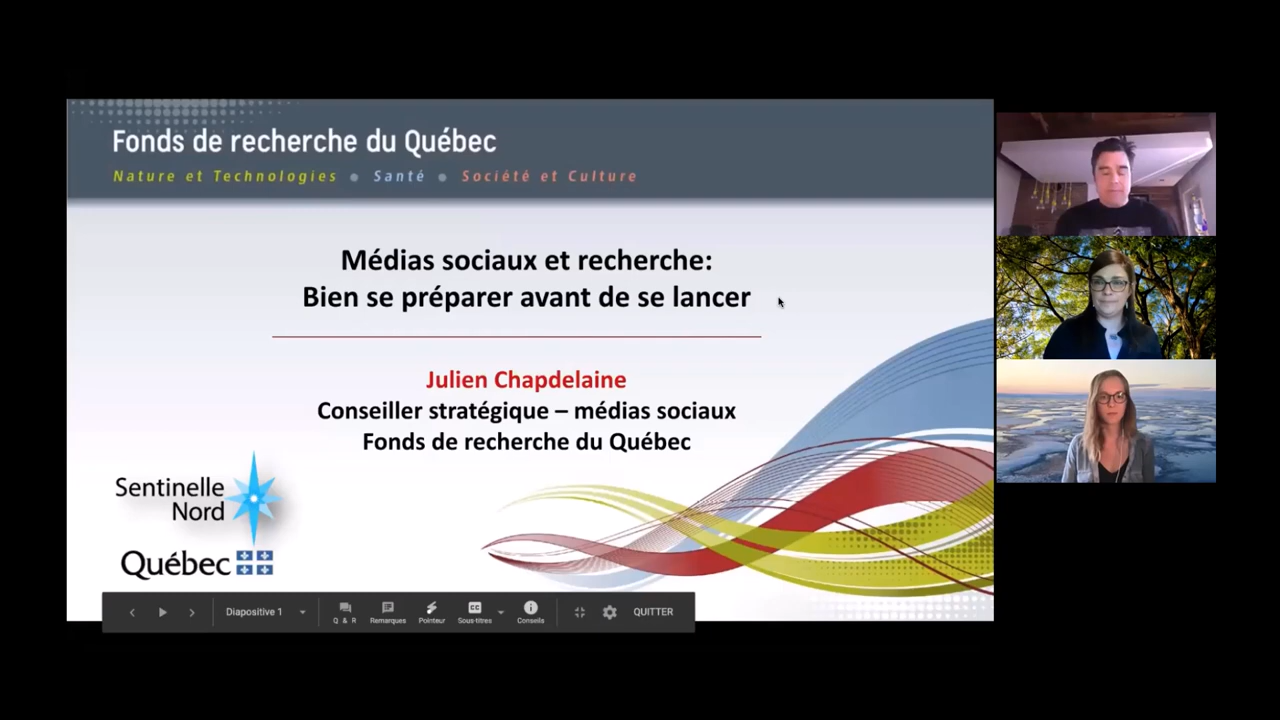 Fonds de recherche du Québec
Nature et Technologies • Santé • Société et Culture
Médias sociaux et recherche:
Bien se préparer avant de se lancer
Julien Chapdelaine
Conseiller stratégique – médias sociaux
Fonds de recherche du Québec
Sentinelle
Nord
Québec
Diapositive 1
Q & R
Remarques
Pointeur
CC
Sous-titres
Conseils
QUITTER